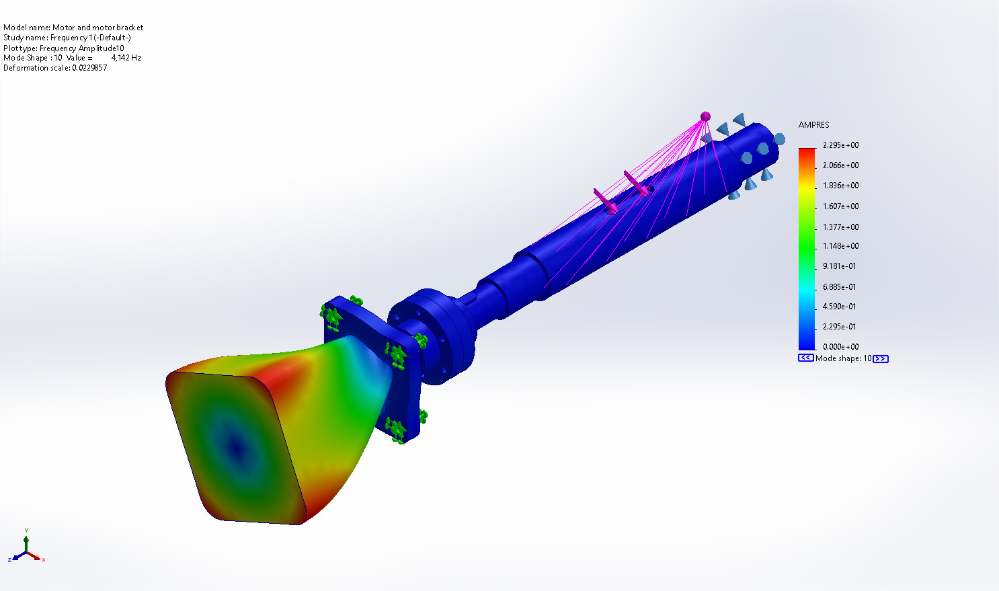 Model name: Motor and motor bracket
Study name: Frequency 1(-Default-)
Plot type: Frequency Amplitude10
Mode Shape : 10 Value = 4,142 Hz
Deformation scale: 0.0229857
AMPRES
2.295e+00
2.066e+00
1.836e+00
1.607e+00
1.377e+00
1.148e+00
9.181e-01
6.885e-01
4.590e-01
2.295e-01
0.000e+00
<< Mode shape: 10 >>
Y
Z
X